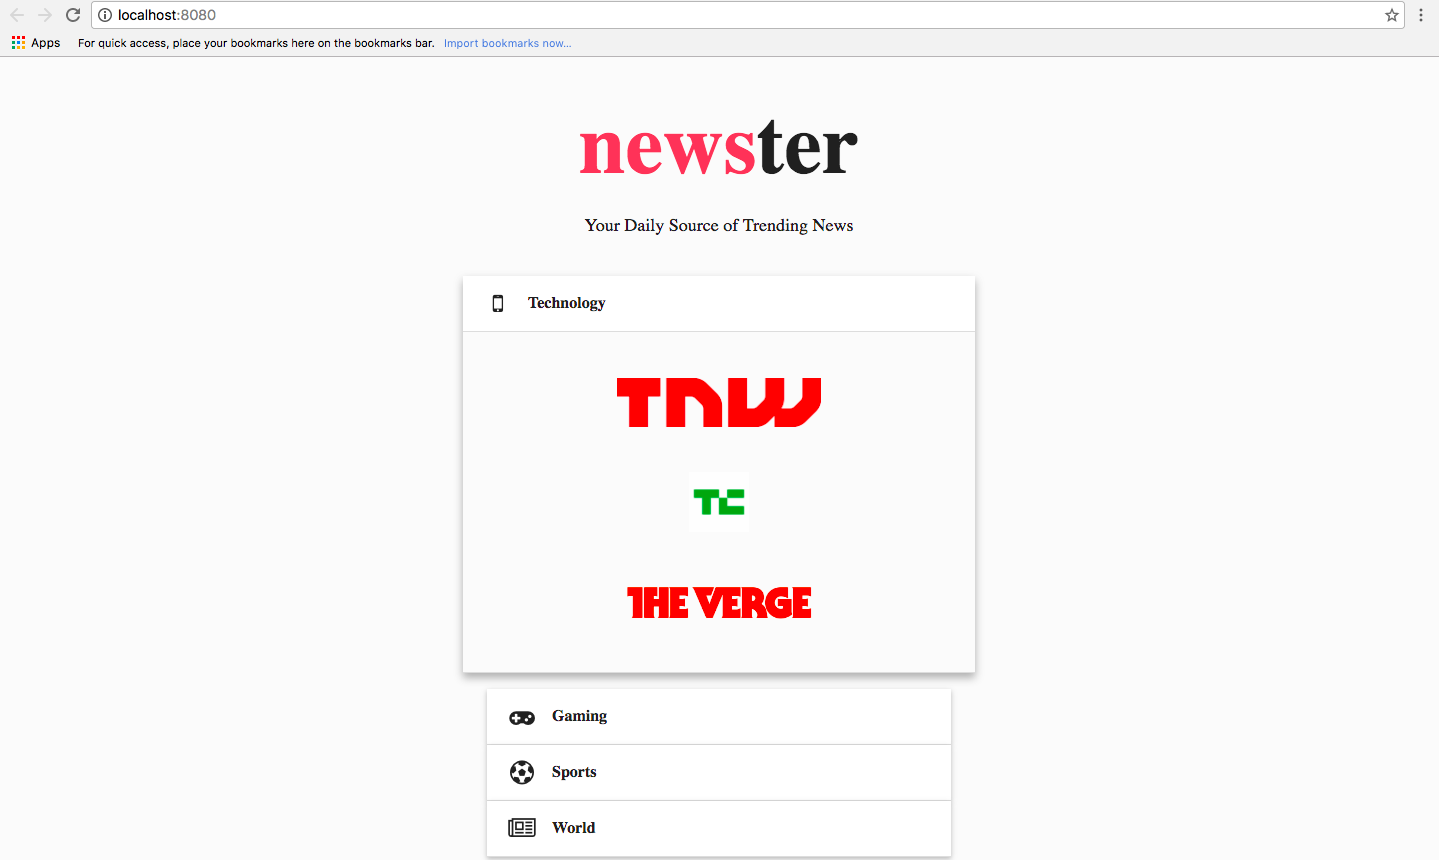 localhost:8080
Apps For quick access, place your bookmarks here on the bookmarks bar. Import bookmarks now...
newster
Your Daily Source of Trending News
Technology
TNW
TC
THE VERGE
Gaming
Sports
World